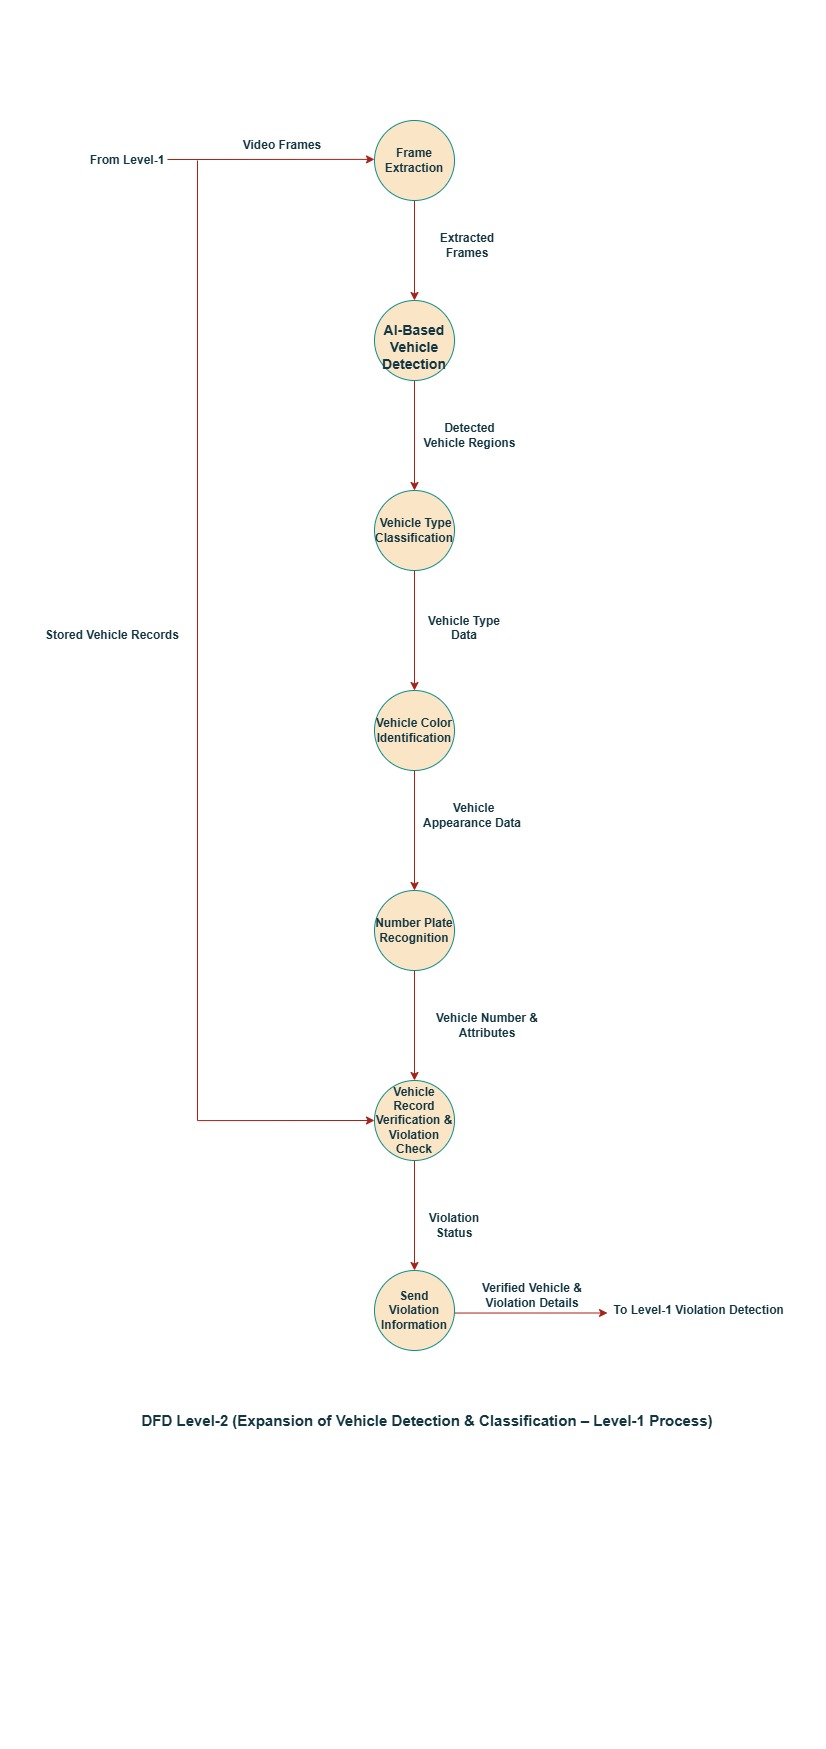 Video Frames
From Level-1
Frame
Extraction
Extracted
Frames
AI-Based
Vehicle
Detection
Detected
Vehicle Regions
Vehicle Type
Classification
Vehicle Type
Data
Stored Vehicle Records
Vehicle Color
Identification
Vehicle
Appearance Data
Number Plate
Recognition
Vehicle Number &
Attributes
Vehicle
Record
Verification &
Violation
Check
Violation
Status
Send
Violation
Information
Verified Vehicle &
Violation Details
To Level-1 Violation Detection
DFD Level-2 (Expansion of Vehicle Detection & Classification – Level-1 Process)